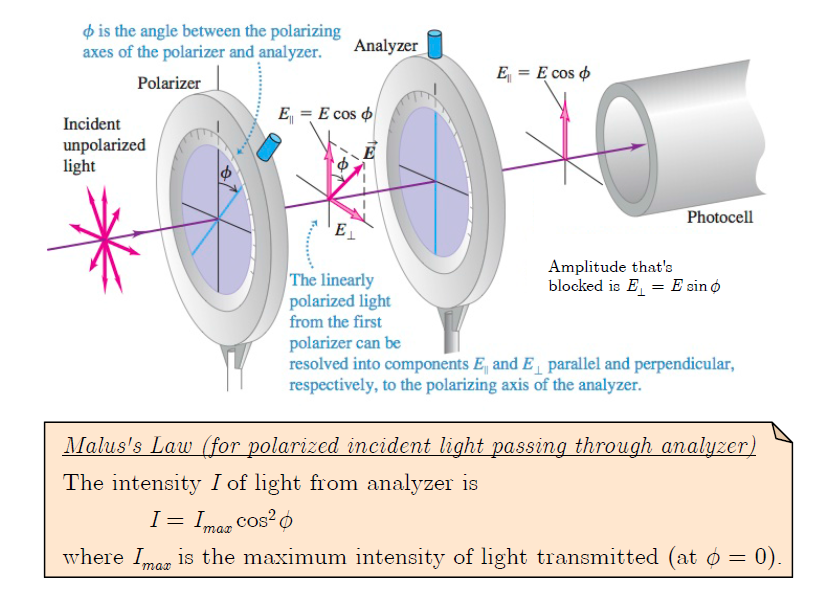 ϕ is the angle between the polarizing
axes of the polarizer and analyzer.
Analyzer
Polarizer
E∥ = E cos ϕ
E∥ = E cos ϕ
Incident
unpolarized
light
ϕ
ϕ
E⃗
E⊥
Photocell
Amplitude that's
blocked is E⊥ = E sin ϕ
The linearly
polarized light
from the first
polarizer can be
resolved into components E∥ and E⊥ parallel and perpendicular,
respectively, to the polarizing axis of the analyzer.
Malus's Law (for polarized incident light passing through analyzer)
The intensity I of light from analyzer is
I = Imax cos² ϕ
where Imax is the maximum intensity of light transmitted (at ϕ = 0).